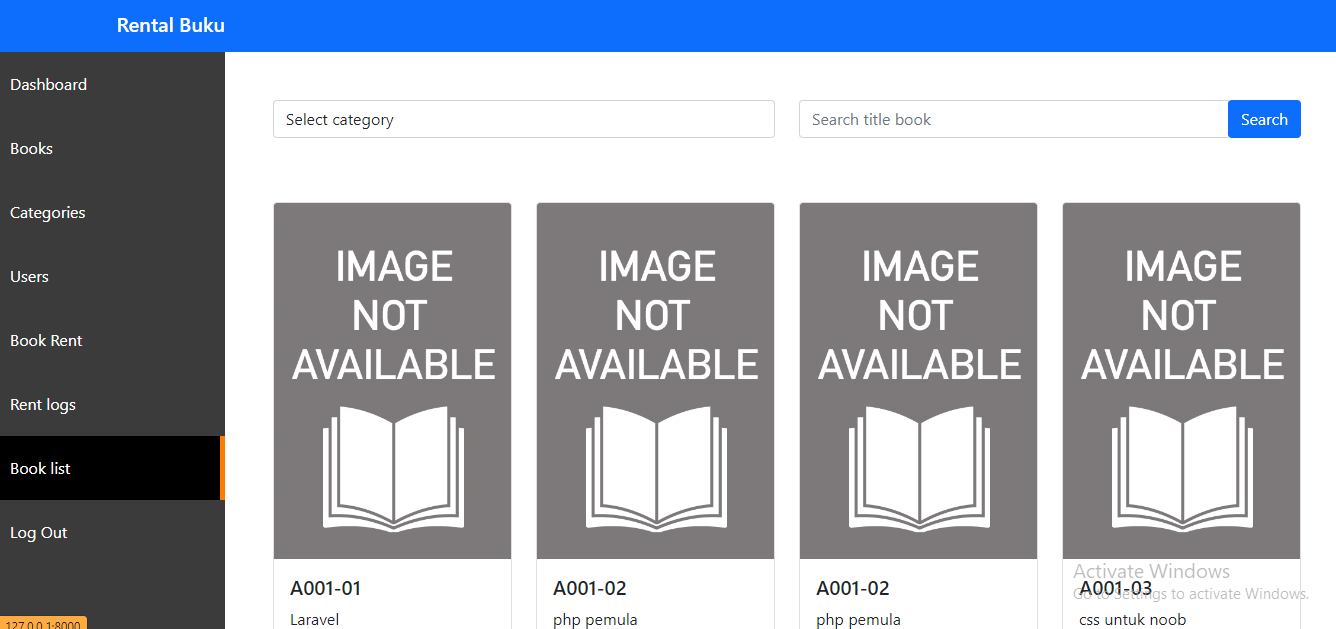 Rental Buku
Dashboard
Books
Categories
Users
Book Rent
Rent logs
Book list
Log Out
Select category
Search title book
Search
IMAGE
NOT
AVAILABLE
IMAGE
NOT
AVAILABLE
IMAGE
NOT
AVAILABLE
IMAGE
NOT
AVAILABLE
A001-01
Laravel
A001-02
php pemula
A001-02
php pemula
A001-03
css untuk noob
Activate Windows
Go to Settings to activate Windows.
127.0.0.1:8000